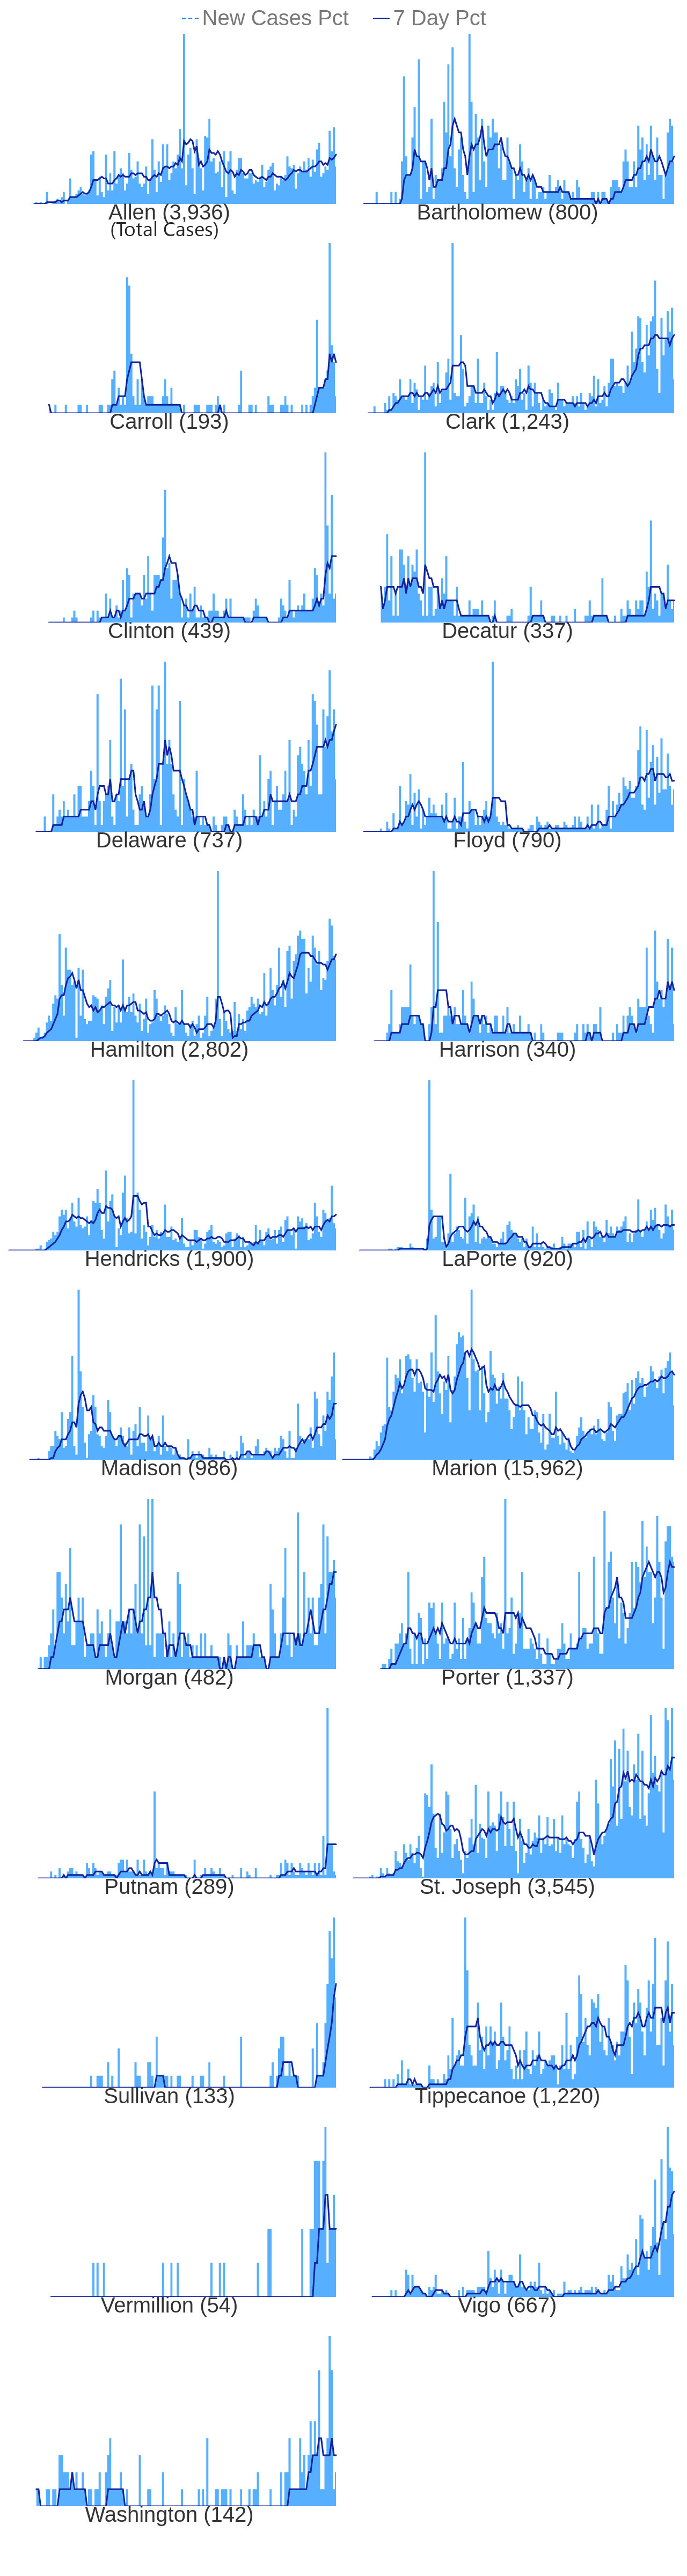 New Cases Pct 7 Day Pct
Allen (3,936) Bartholomew (800)
(Total Cases)
Carroll (193) Clark (1,243)
Clinton (439) Decatur (337)
Delaware (737) Floyd (790)
Hamilton (2,802) Harrison (340)
Hendricks (1,900) LaPorte (920)
Madison (986) Marion (15,962)
Morgan (482) Porter (1,337)
Putnam (289) St. Joseph (3,545)
Sullivan (133) Tippecanoe (1,220)
Vermillion (54) Vigo (667)
Washington (142)